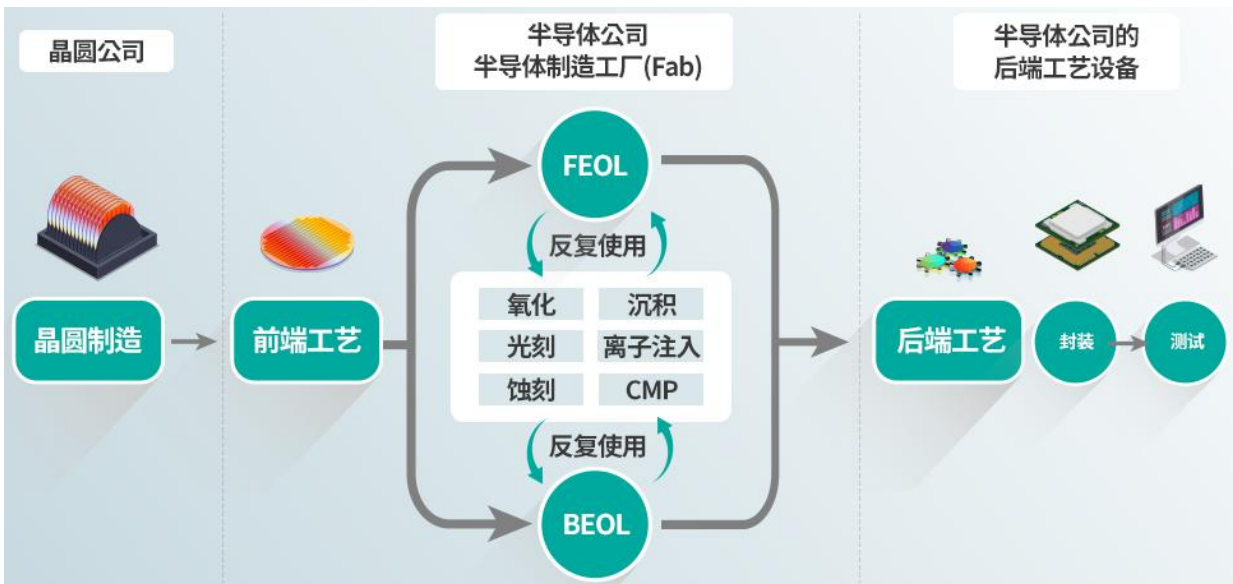 晶圆公司
半导体公司
半导体制造工厂(Fab)
半导体公司的
后端工艺设备
FEOL
反复使用
氧化
沉积
晶圆制造
前端工艺
光刻
离子注入
后端工艺
封装
测试
蚀刻
CMP
反复使用
BEOL